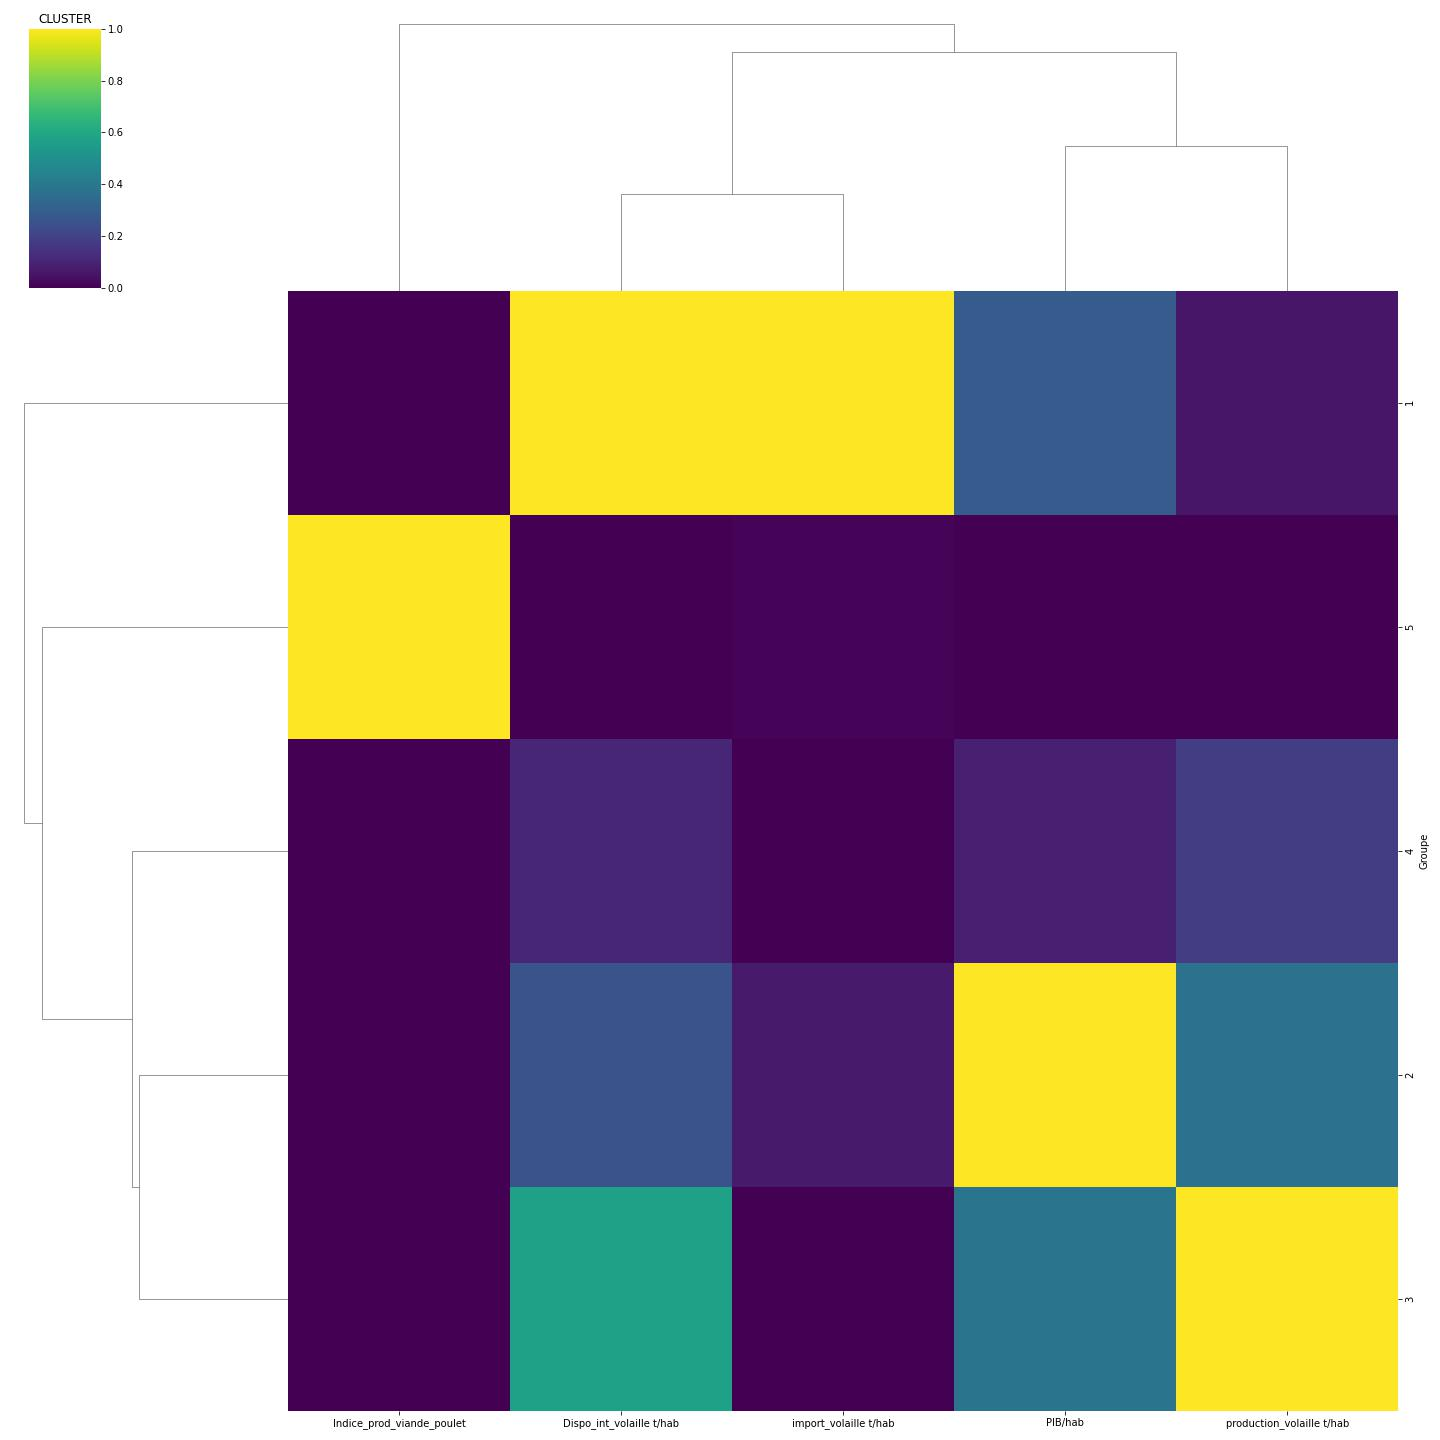 CLUSTER
1.0
0.8
0.6
0.4
0.2
0.0
1
5
4
2
3
Groupe
Indice_prod_viande_poulet
Dispo_int_volaille t/hab
import_volaille t/hab
PIB/hab
production_volaille t/hab